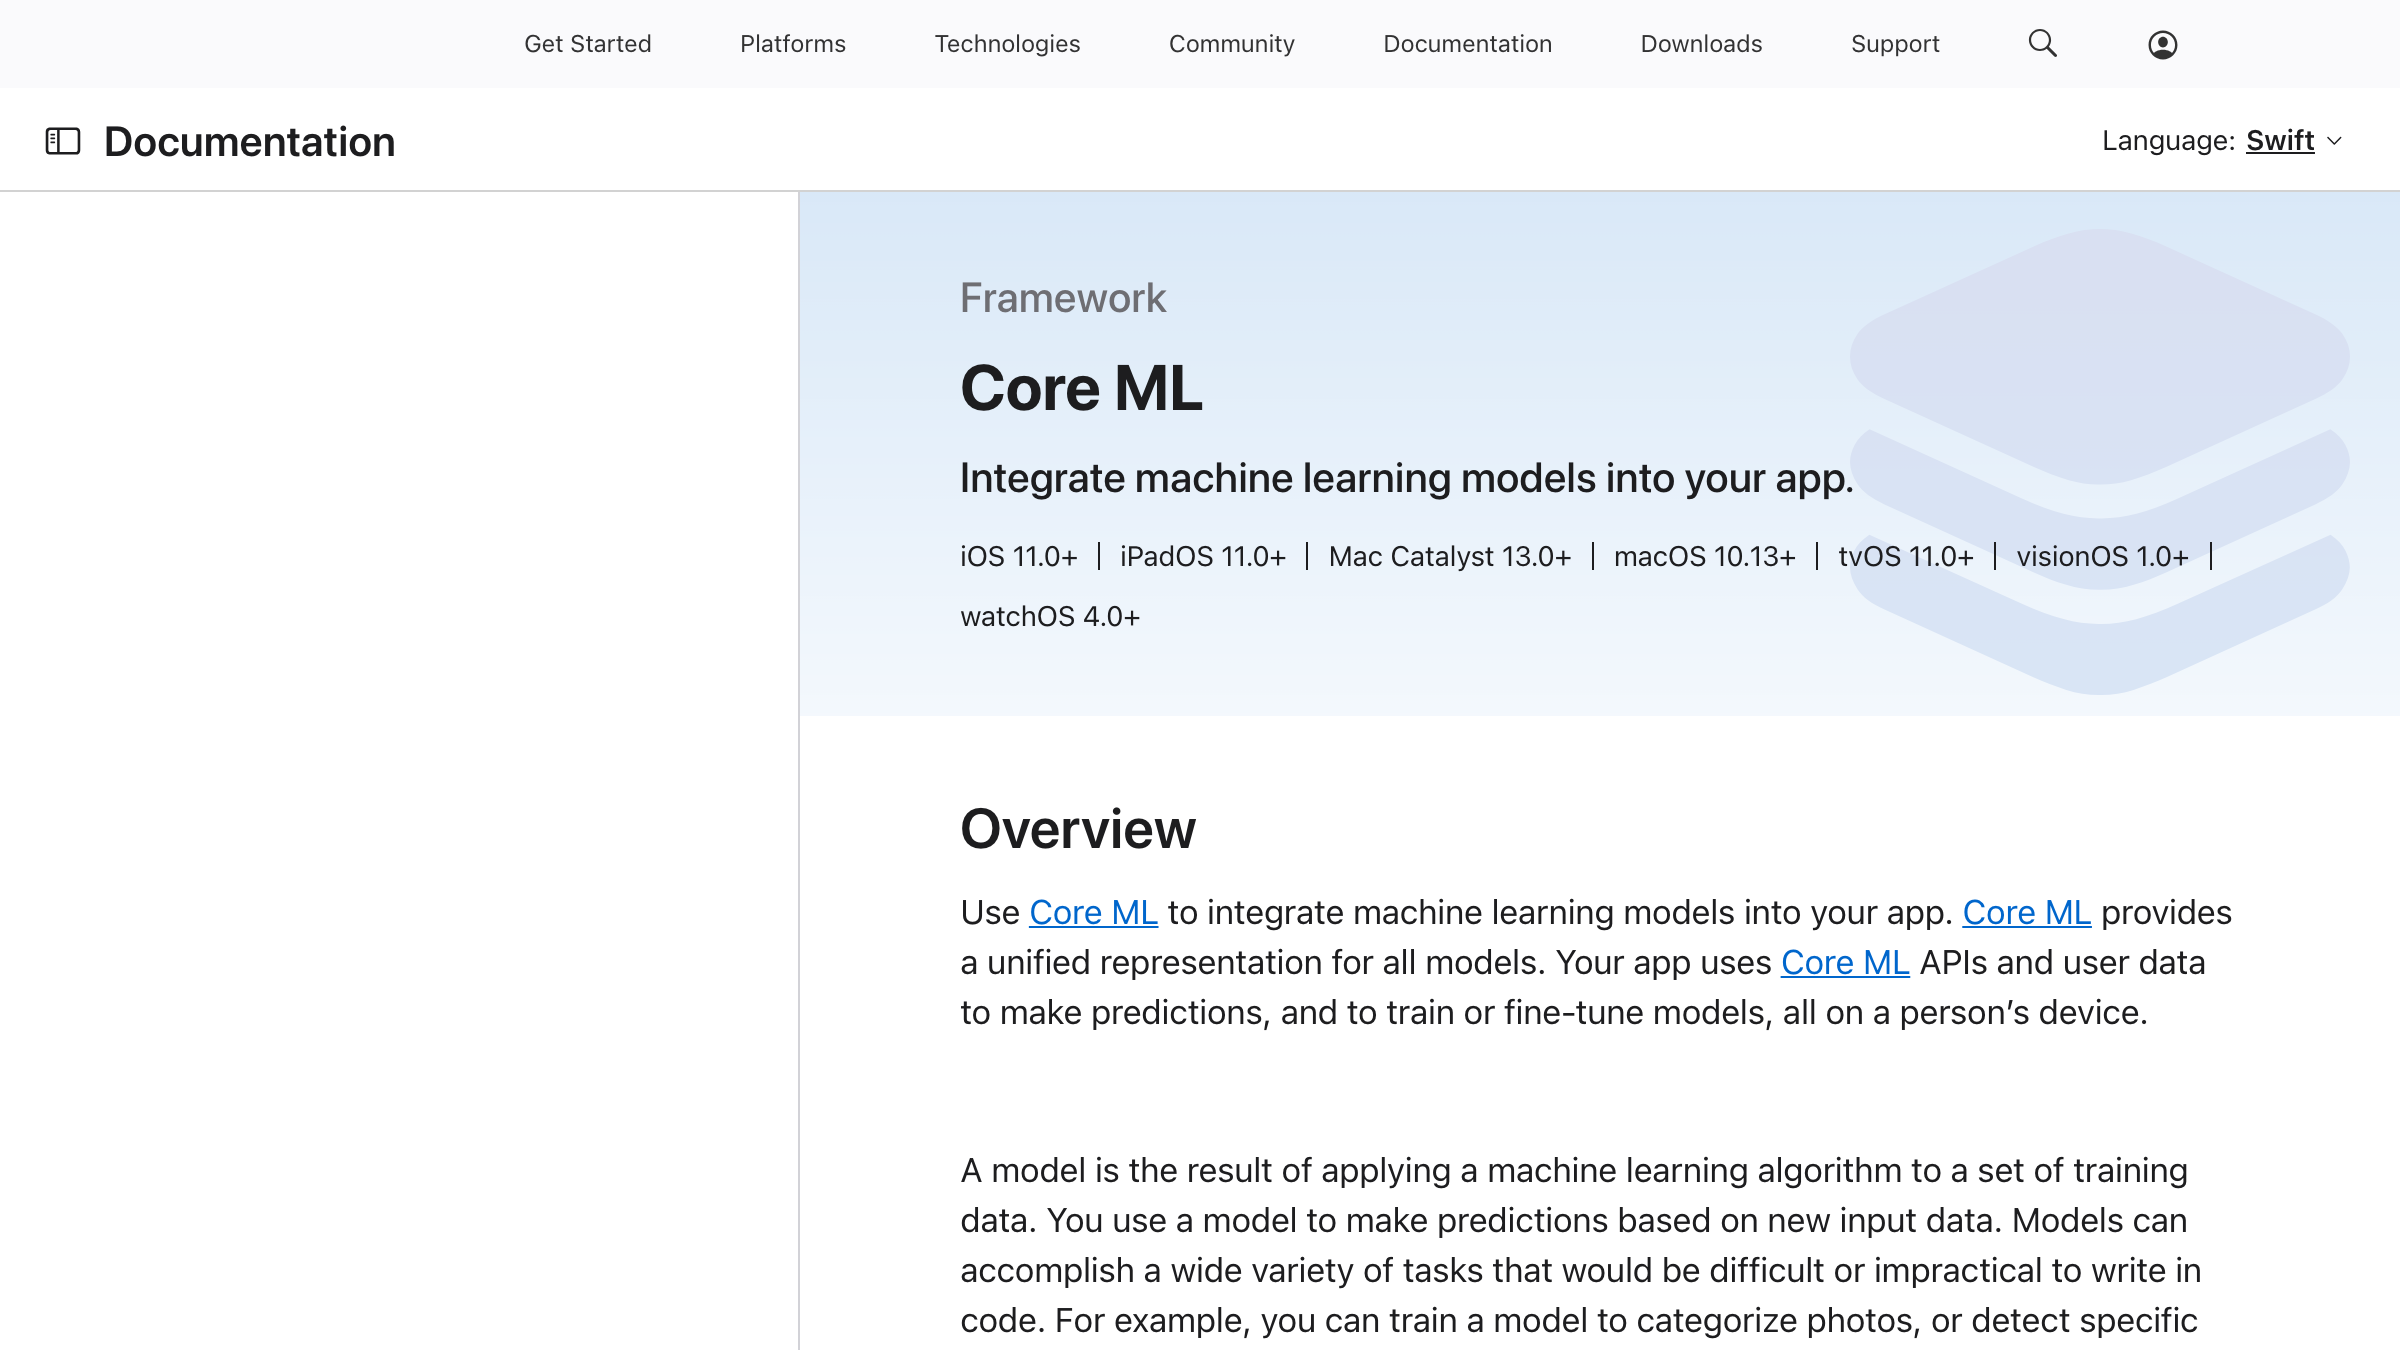 Get Started Platforms Technologies Community Documentation Downloads Support
Documentation
Language: Swift
Framework
Core ML
Integrate machine learning models into your app.
iOS 11.0+ | iPadOS 11.0+ | Mac Catalyst 13.0+ | macOS 10.13+ | tvOS 11.0+ | visionOS 1.0+ |
watchOS 4.0+
Overview
Use Core ML to integrate machine learning models into your app. Core ML provides
a unified representation for all models. Your app uses Core ML APIs and user data
to make predictions, and to train or fine-tune models, all on a person’s device.
A model is the result of applying a machine learning algorithm to a set of training
data. You use a model to make predictions based on new input data. Models can
accomplish a wide variety of tasks that would be difficult or impractical to write in
code. For example, you can train a model to categorize photos, or detect specific